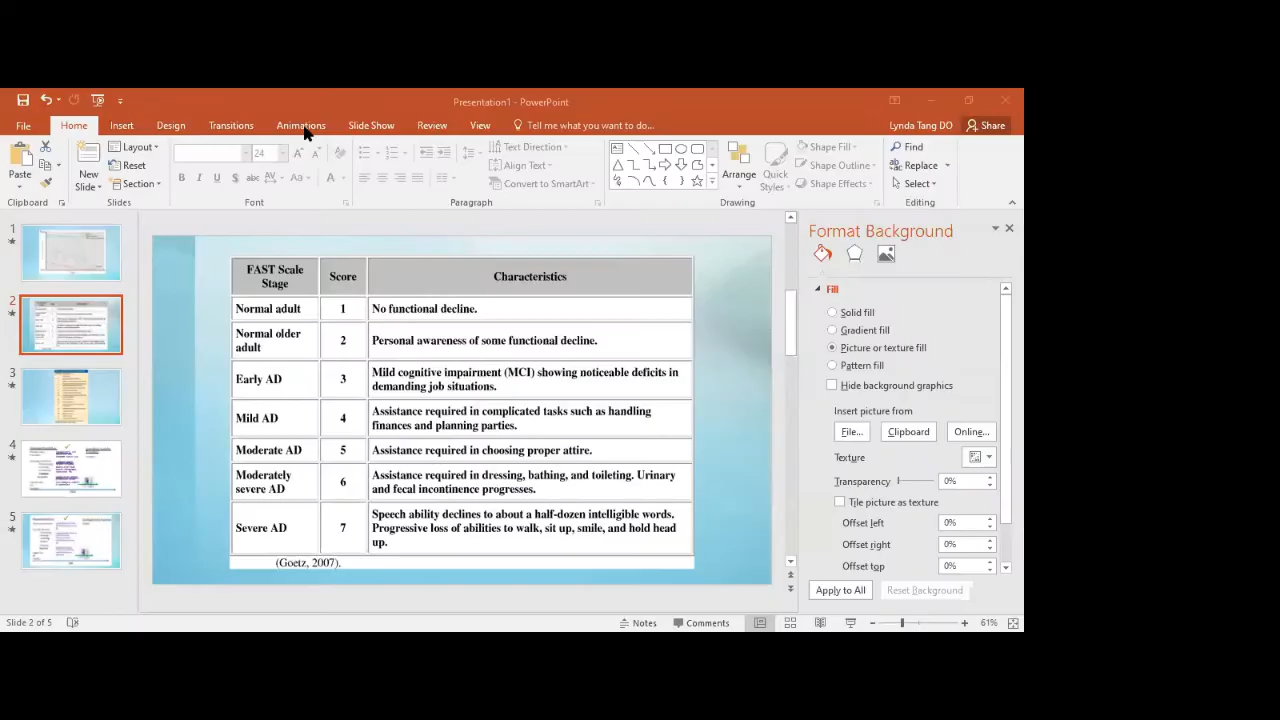 Presentation1 - PowerPoint
File Home Insert Design Transitions Animations Slide Show Review View Tell me what you want to do... Lynda Tang DO Share
Paste
Clipboard
New
Slide
Layout
Reset
Section
Slides
24
B I U S abc AV Aa A
Font
Text Direction
Align Text
Convert to SmartArt
Paragraph
Arrange
Quick
Styles
Shape Fill
Shape Outline
Shape Effects
Drawing
Find
Replace
Select
Editing
1
2
3
4
5
FAST Scale
Stage
Score
Characteristics
Normal adult 1 No functional decline.
Normal older
adult
2
Personal awareness of some functional decline.
Early AD
3
Mild cognitive impairment (MCI) showing noticeable deficits in
demanding job situations.
Mild AD
4
Assistance required in complicated tasks such as handling
finances and planning parties.
Moderate AD 5 Assistance required in choosing proper attire.
Moderately
severe AD
6
Assistance required in dressing, bathing, and toileting. Urinary
and fecal incontinence progresses.
Severe AD
7
Speech ability declines to about a half-dozen intelligible words.
Progressive loss of abilities to walk, sit up, smile, and hold head
up.
(Goetz, 2007).
Format Background
Fill
Solid fill
Gradient fill
Picture or texture fill
Pattern fill
Hide background graphics
Insert picture from
File... Clipboard Online...
Texture
Transparency 0%
Tile picture as texture
Offset left 0%
Offset right 0%
Offset top 0%
Apply to All Reset Background
Slide 2 of 5 Notes Comments 61%